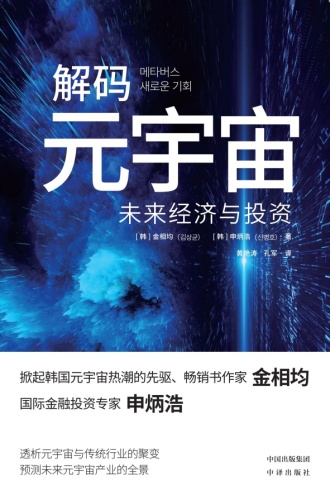 解码
메타버스
새로운 기회
元宇宙
未来经济与投资
[韩] 金相均 (김상균) [韩] 申炳浩 (신병호) · 著
黄艳涛 孔军 · 译
掀起韩国元宇宙热潮的先驱、畅销书作家 金相均
国际金融投资专家 申炳浩
透析元宇宙与传统行业的聚变
预测未来元宇宙产业的全景
中国出版集团
中译出版社